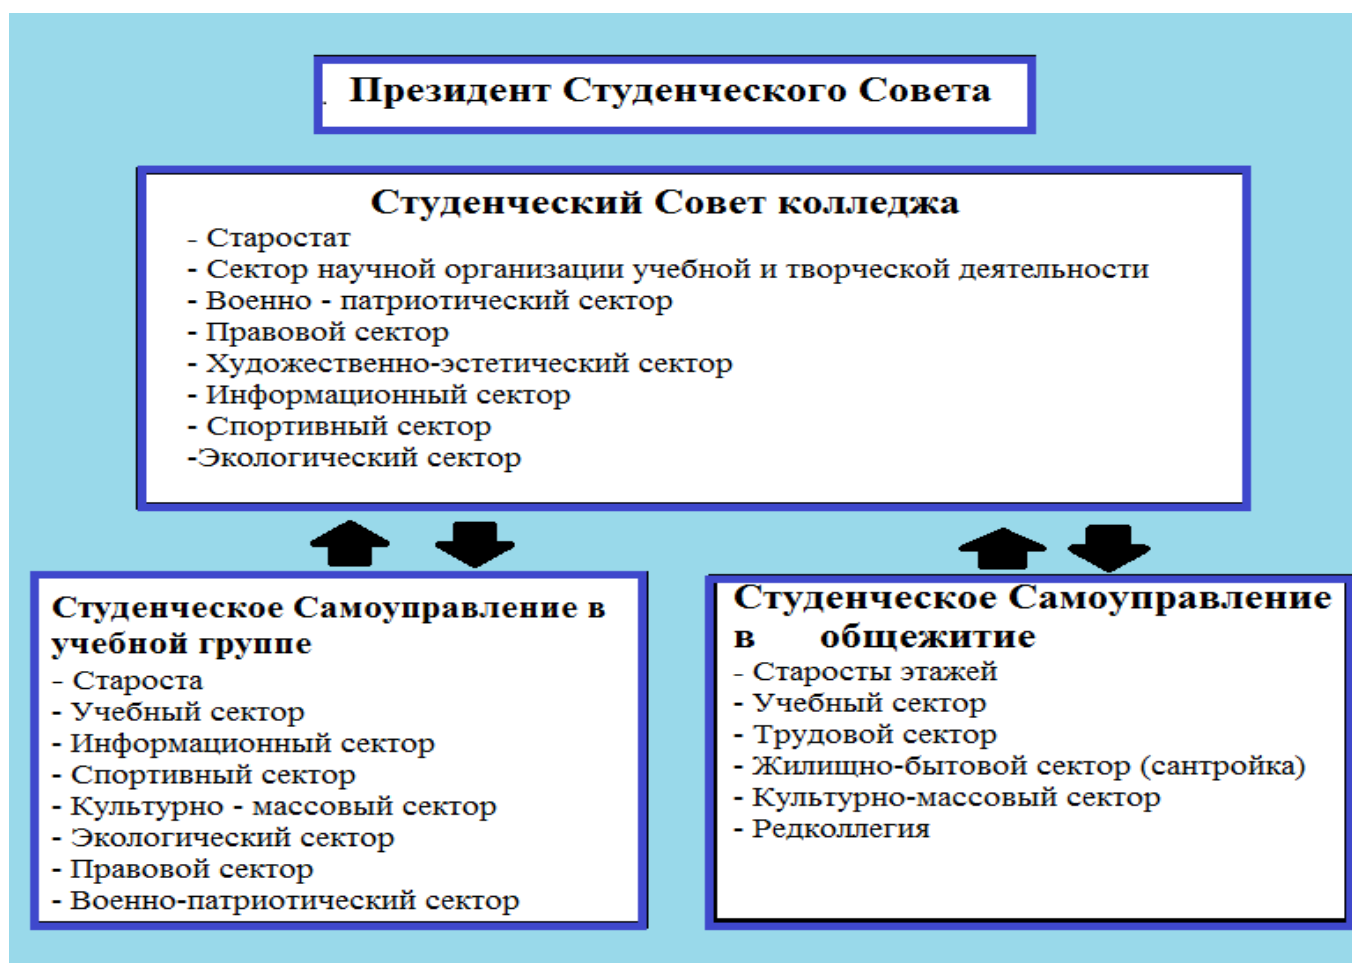 . Президент Студенческого Совета
Студенческий Совет колледжа
- Старостат
- Сектор научной организации учебной и творческой деятельности
- Военно - патриотический сектор
- Правовой сектор
- Художественно-эстетический сектор
- Информационный сектор
- Спортивный сектор
-Экологический сектор
Студенческое Самоуправление в
учебной группе
- Староста
- Учебный сектор
- Информационный сектор
- Спортивный сектор
- Культурно - массовый сектор
- Экологический сектор
- Правовой сектор
- Военно-патриотический сектор
Студенческое Самоуправление
в общежитие
- Старосты этажей
- Учебный сектор
- Трудовой сектор
- Жилищно-бытовой сектор (сантройка)
- Культурно-массовый сектор
- Редколлегия